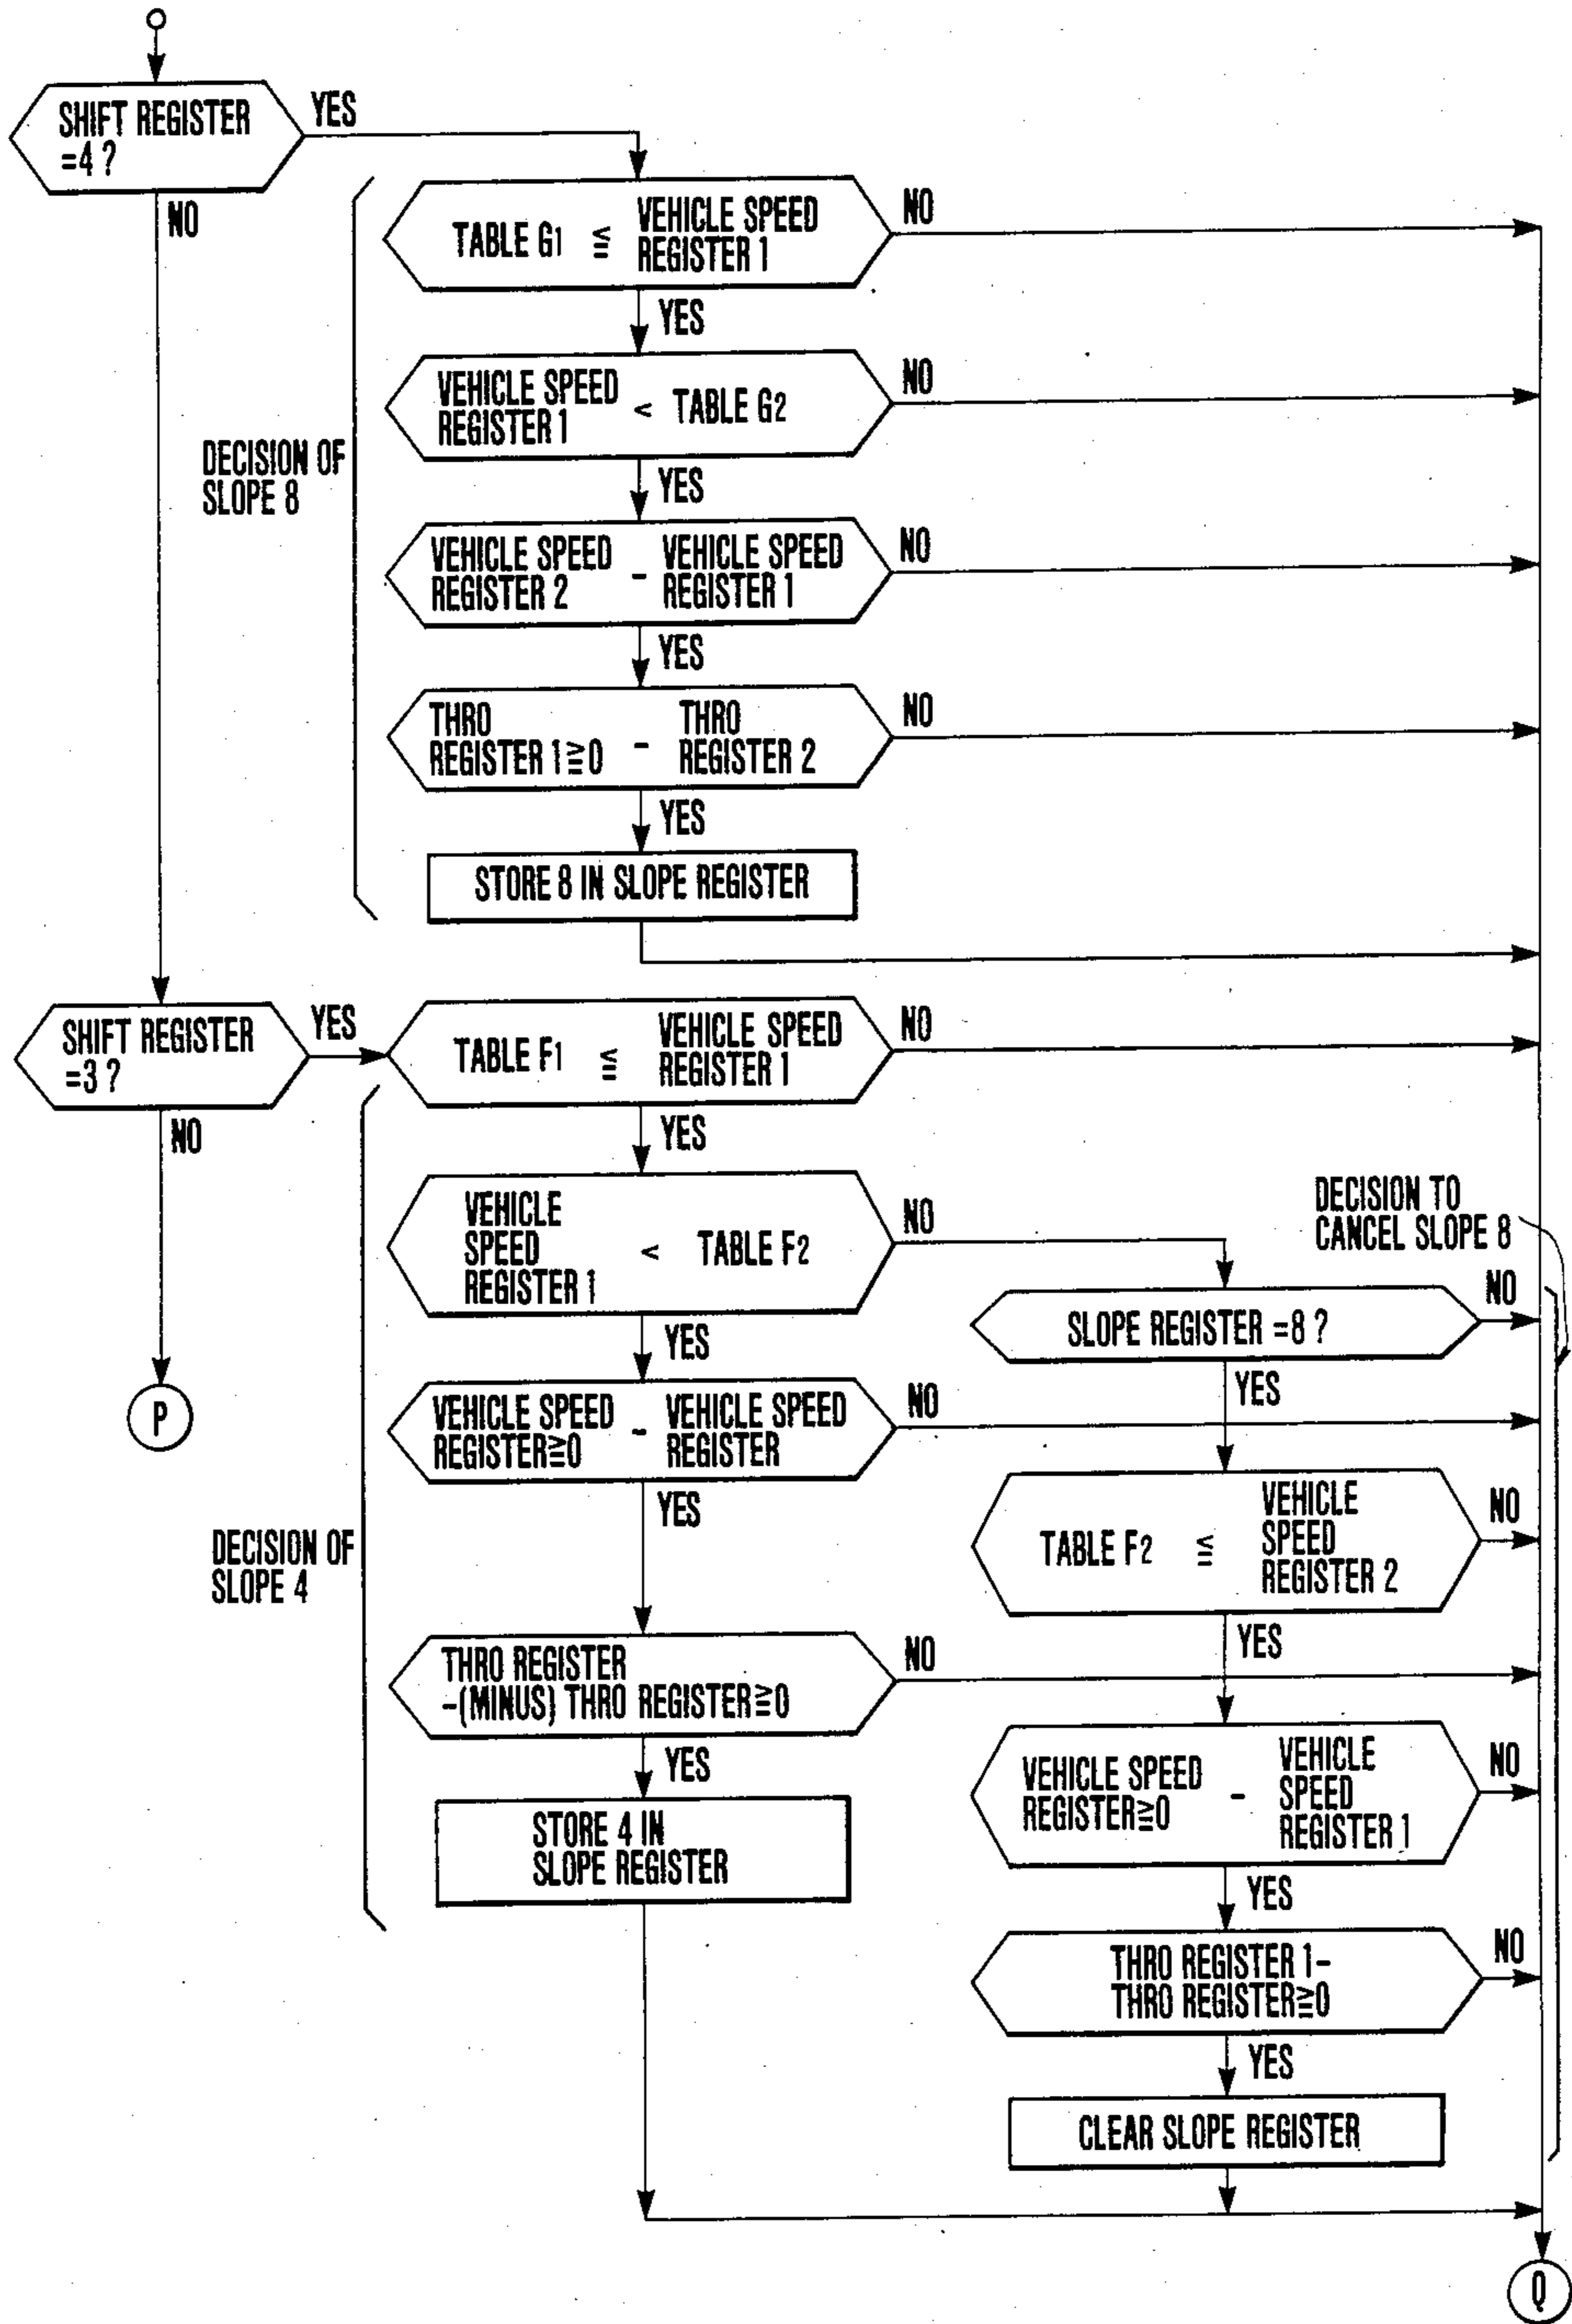 SHIFT REGISTER
=4 ?
YES
NO
TABLE G1 ≦ VEHICLE SPEED
REGISTER 1
NO
YES
VEHICLE SPEED
REGISTER 1 < TABLE G2
NO
YES
DECISION OF
SLOPE 8
VEHICLE SPEED
REGISTER 2 - VEHICLE SPEED
REGISTER 1
NO
YES
THRO
REGISTER 1≧0 - THRO
REGISTER 2
NO
YES
STORE 8 IN SLOPE REGISTER
SHIFT REGISTER
=3 ?
YES
NO
TABLE F1 ≦ VEHICLE SPEED
REGISTER 1
NO
YES
VEHICLE
SPEED
REGISTER 1 < TABLE F2
NO
YES
DECISION TO
CANCEL SLOPE 8
SLOPE REGISTER =8 ?
NO
YES
P
VEHICLE SPEED
REGISTER≧0 - VEHICLE SPEED
REGISTER
NO
YES
TABLE F2 ≦ VEHICLE
SPEED
REGISTER 2
NO
YES
DECISION OF
SLOPE 4
THRO REGISTER
-(MINUS) THRO REGISTER≧0
NO
YES
VEHICLE SPEED
REGISTER≧0 - VEHICLE
SPEED
REGISTER 1
NO
YES
STORE 4 IN
SLOPE REGISTER
THRO REGISTER 1-
THRO REGISTER≧0
NO
YES
CLEAR SLOPE REGISTER
Q